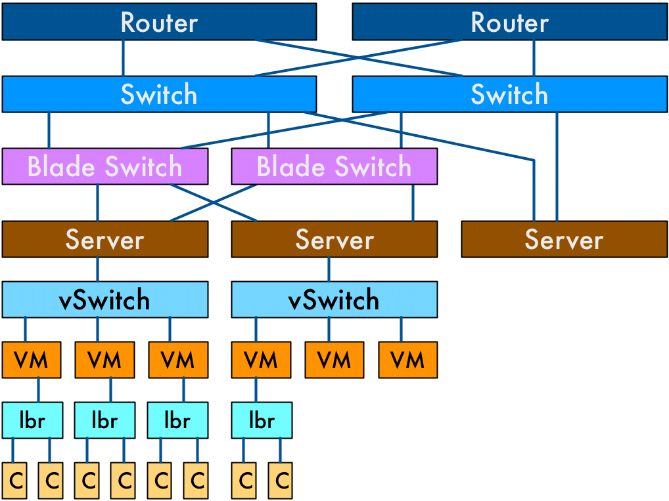 Router
Router
Switch
Switch
Blade Switch
Blade Switch
Server
Server
Server
vSwitch
vSwitch
VM
VM
VM
VM
VM
VM
lbr
lbr
lbr
lbr
C
C
C
C
C
C
C
C